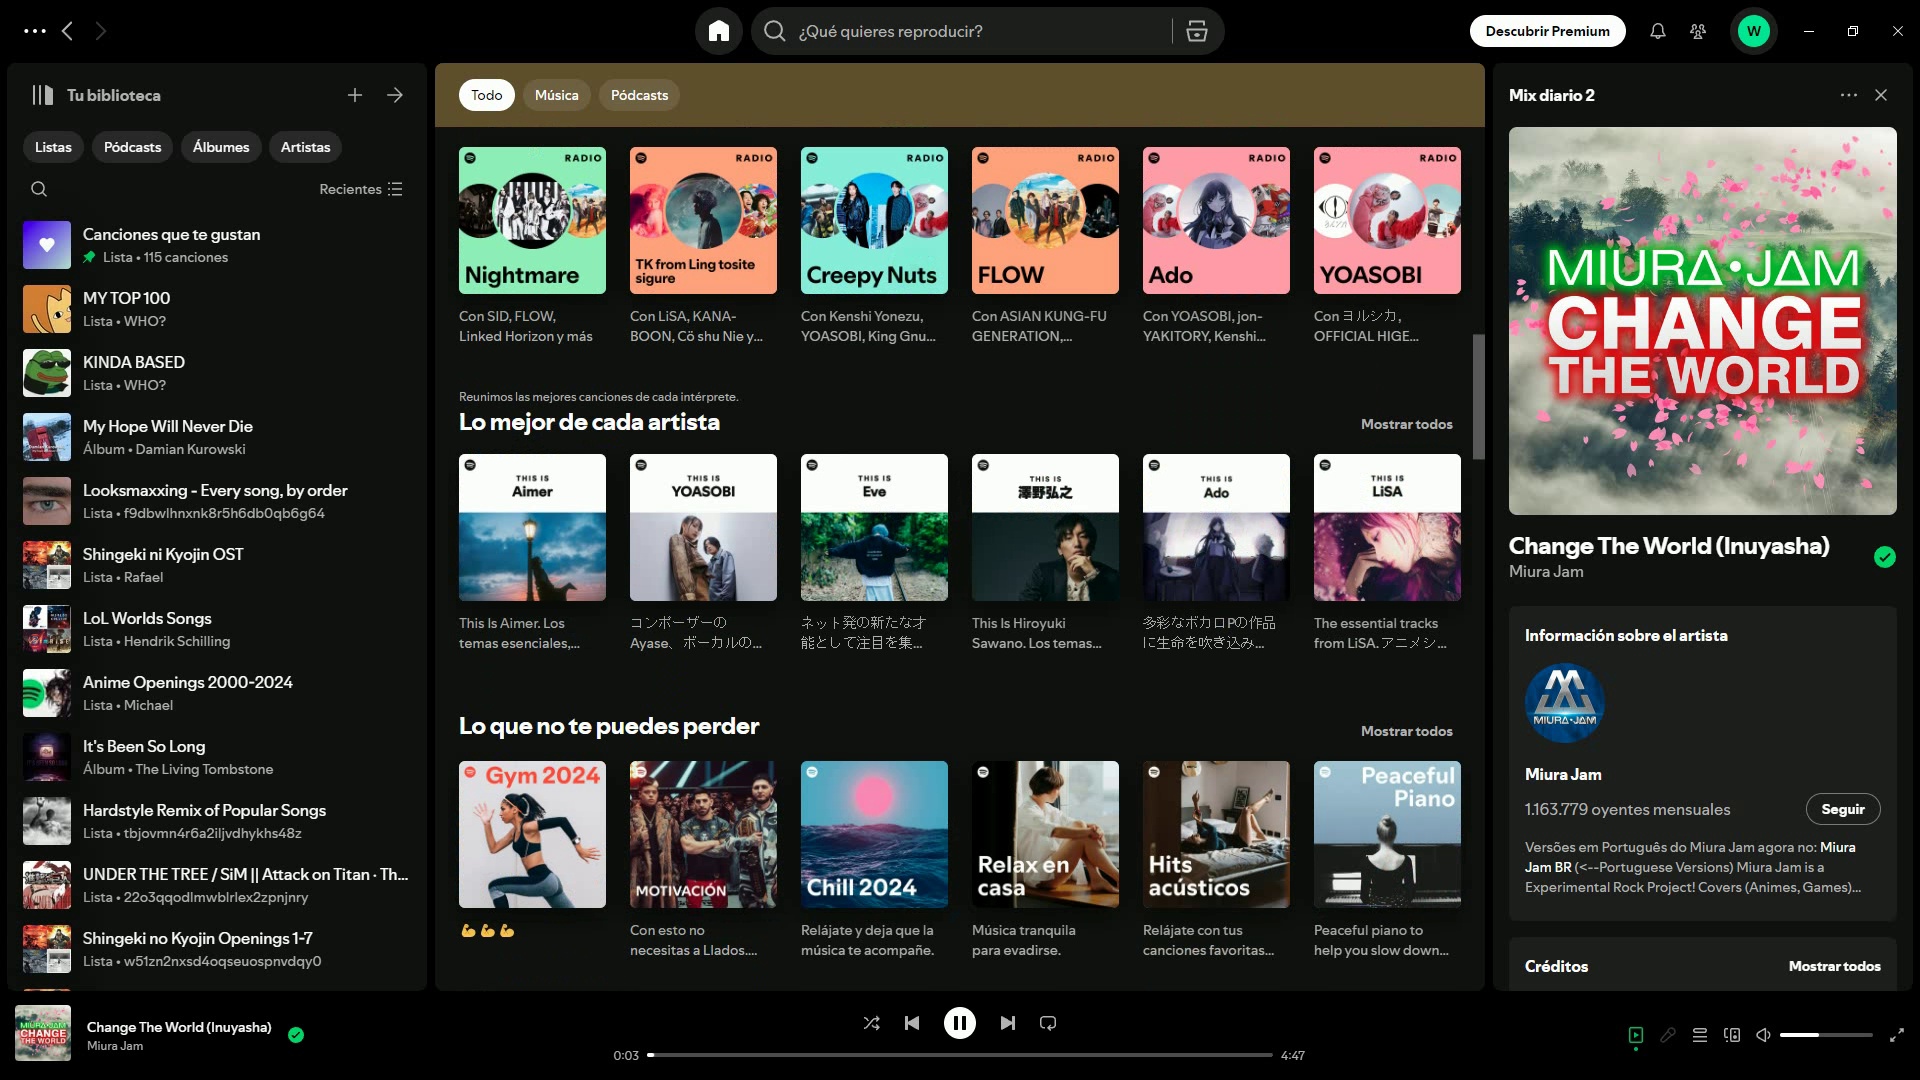 ¿Qué quieres reproducir?
Descubrir Premium
W
Tu biblioteca
Listas
Pódcasts
Álbumes
Artistas
Recientes
Canciones que te gustan
Lista • 115 canciones
MY TOP 100
Lista • WHO?
KINDA BASED
Lista • WHO?
My Hope Will Never Die
Álbum • Damian Kurowski
Looksmaxxing - Every song, by order
Lista • f9dbwlhnxnk8r5h6db0qb6g64
Shingeki ni Kyojin OST
Lista • Rafael
LoL Worlds Songs
Lista • Hendrik Schilling
Anime Openings 2000-2024
Lista • Michael
It's Been So Long
Álbum • The Living Tombstone
Hardstyle Remix of Popular Songs
Lista • tbjovmn4r6a2iljvdhykhs48z
UNDER THE TREE / SiM || Attack on Titan · Th...
Lista • 22o3qqodlmwblrlex2zpnjnry
Shingeki no Kyojin Openings 1-7
Lista • w51zn2nxsd4oqseuospnvdqy0
Todo
Música
Pódcasts
RADIO
Nightmare
Con SID, FLOW,
Linked Horizon y más
RADIO
TK from Ling tosite
sigure
Con LiSA, KANA-
BOON, Cö shu Nie y...
RADIO
Creepy Nuts
Con Kenshi Yonezu,
YOASOBI, King Gnu...
RADIO
FLOW
Con ASIAN KUNG-FU
GENERATION,...
RADIO
Ado
Con YOASOBI, jon-
YAKITORY, Kenshi...
RADIO
YOASOBI
Con ヨルシカ,
OFFICIAL HIGE...
Reunimos las mejores canciones de cada intérprete.
Lo mejor de cada artista
Mostrar todos
THIS IS
Aimer
This Is Aimer. Los
temas esenciales,...
THIS IS
YOASOBI
コンポーザーの
Ayase、ボーカルの...
THIS IS
Eve
ネット発の新たな才
能として注目を集...
THIS IS
澤野弘之
This Is Hiroyuki
Sawano. Los temas...
THIS IS
Ado
多彩なボカロPの作品
に生命を吹き込み...
THIS IS
LiSA
The essential tracks
from LiSA. アニメシ...
Lo que no te puedes perder
Mostrar todos
Gym 2024
💪💪💪
MOTIVACIÓN
Con esto no
necesitas a Llados....
Chill 2024
Relájate y deja que la
música te acompañe.
Relax en
casa
Música tranquila
para evadirse.
Hits
acústicos
Relájate con tus
canciones favoritas...
Peaceful
Piano
Peaceful piano to
help you slow down...
Mix diario 2
MIURA•JAM
CHANGE
THE WORLD
Change The World (Inuyasha)
Miura Jam
Información sobre el artista
MIURA•JAM
Miura Jam
1.163.779 oyentes mensuales
Seguir
Versões em Português do Miura Jam agora no: Miura
Jam BR (<--Portuguese Versions) Miura Jam is a
Experimental Rock Project! Covers (Animes, Games)...
Créditos
Mostrar todos
MIURA•JAM
CHANGE
THE WORLD
Change The World (Inuyasha)
Miura Jam
0:03
4:47